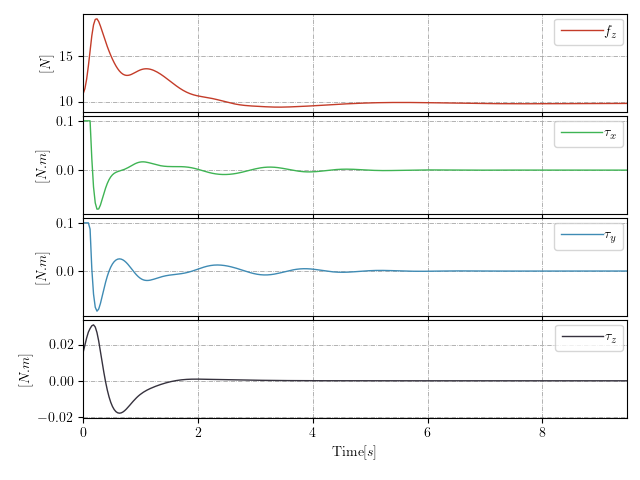 [N]
15
10
f_z
[N.m]
0.1
0.0
τ_x
[N.m]
0.1
0.0
τ_y
[N.m]
0.02
0.00
−0.02
τ_z
0 2 4 6 8
Time[s]